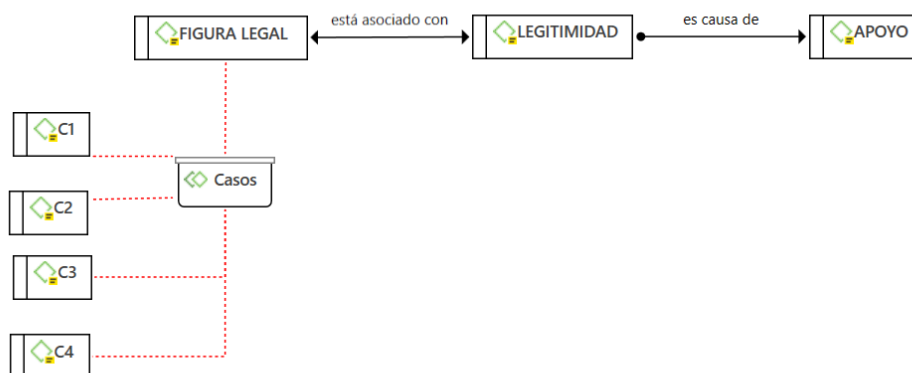 FIGURA LEGAL
está asociado con
LEGITIMIDAD
es causa de
APOYO
C1
Casos
C2
C3
C4